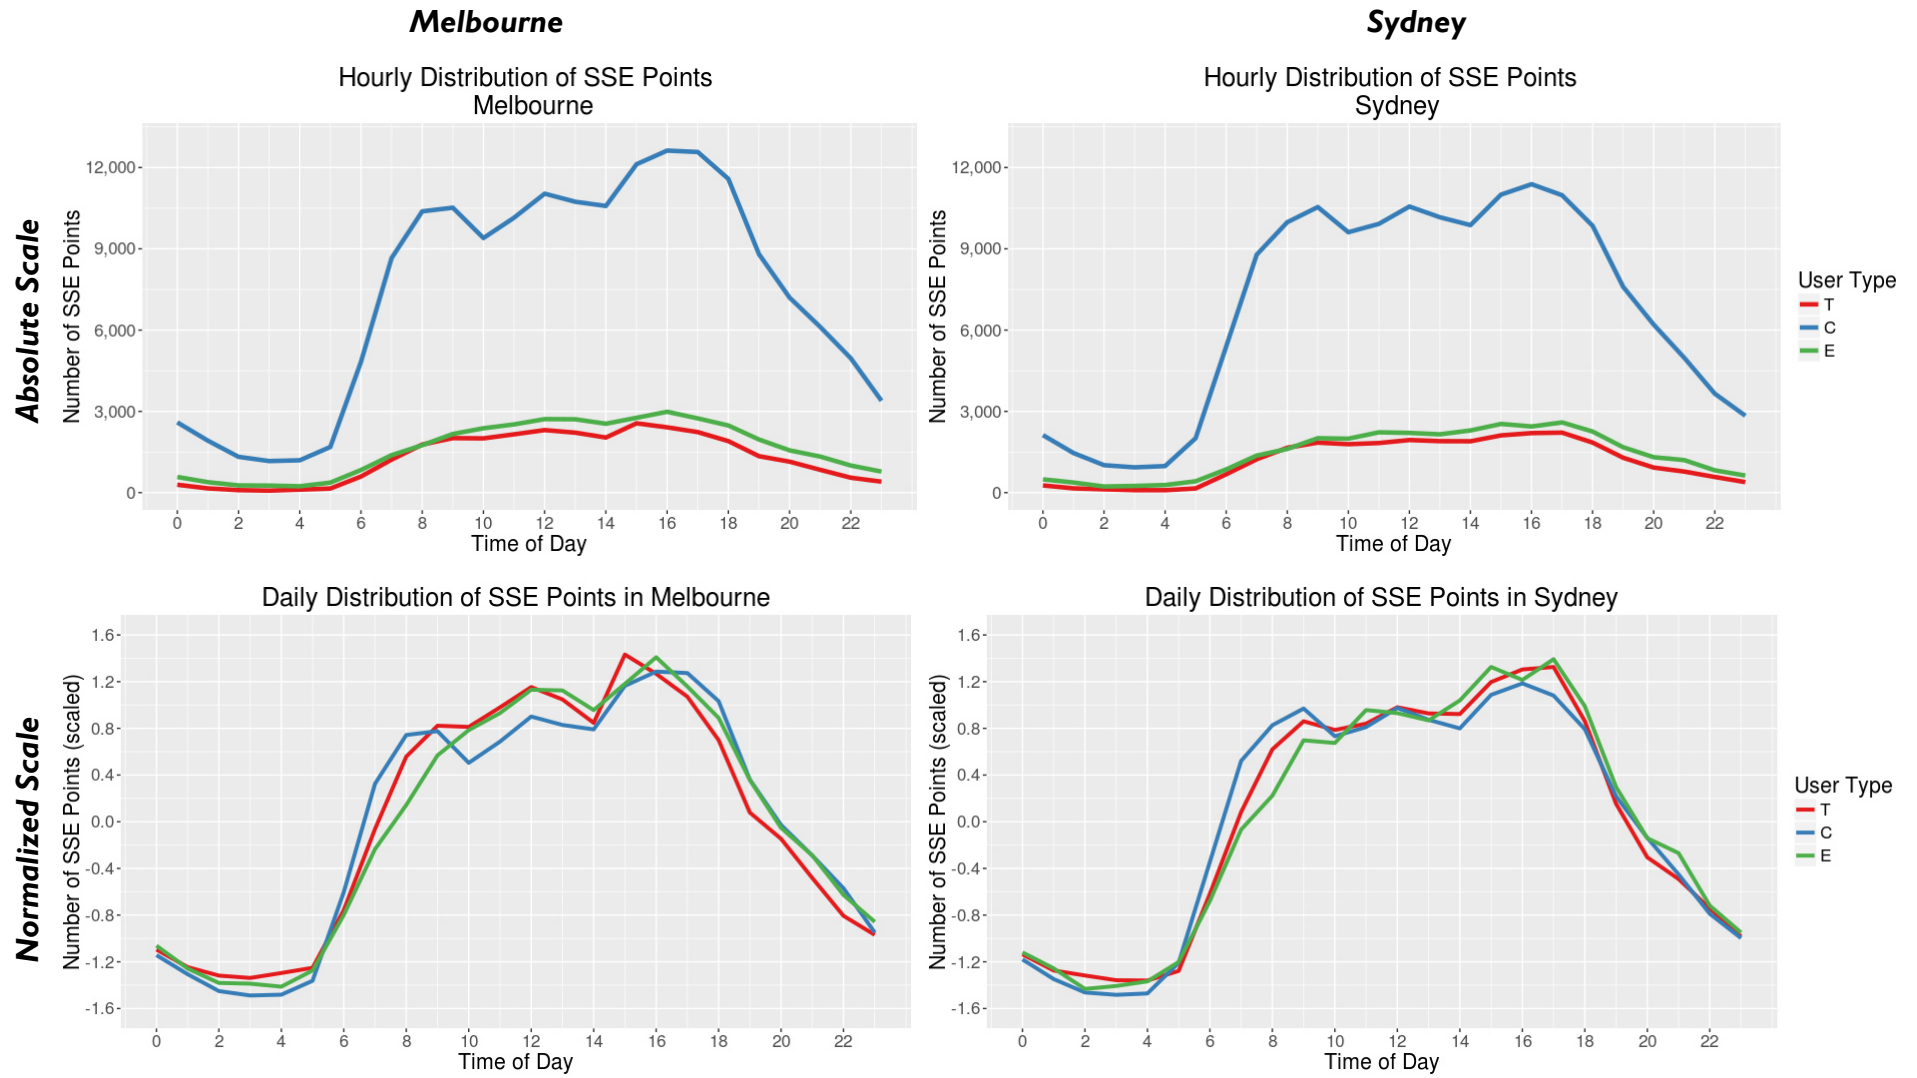 Melbourne
Sydney
Absolute Scale
Hourly Distribution of SSE Points
Melbourne
Number of SSE Points
12,000
9,000
6,000
3,000
0
0 2 4 6 8 10 12 14 16 18 20 22
Time of Day
Hourly Distribution of SSE Points
Sydney
Number of SSE Points
12,000
9,000
6,000
3,000
0
0 2 4 6 8 10 12 14 16 18 20 22
Time of Day
User Type
T
C
E
Normalized Scale
Daily Distribution of SSE Points in Melbourne
Number of SSE Points (scaled)
1.6
1.2
0.8
0.4
0.0
-0.4
-0.8
-1.2
-1.6
0 2 4 6 8 10 12 14 16 18 20 22
Time of Day
Daily Distribution of SSE Points in Sydney
Number of SSE Points (scaled)
1.6
1.2
0.8
0.4
0.0
-0.4
-0.8
-1.2
-1.6
0 2 4 6 8 10 12 14 16 18 20 22
Time of Day
User Type
T
C
E